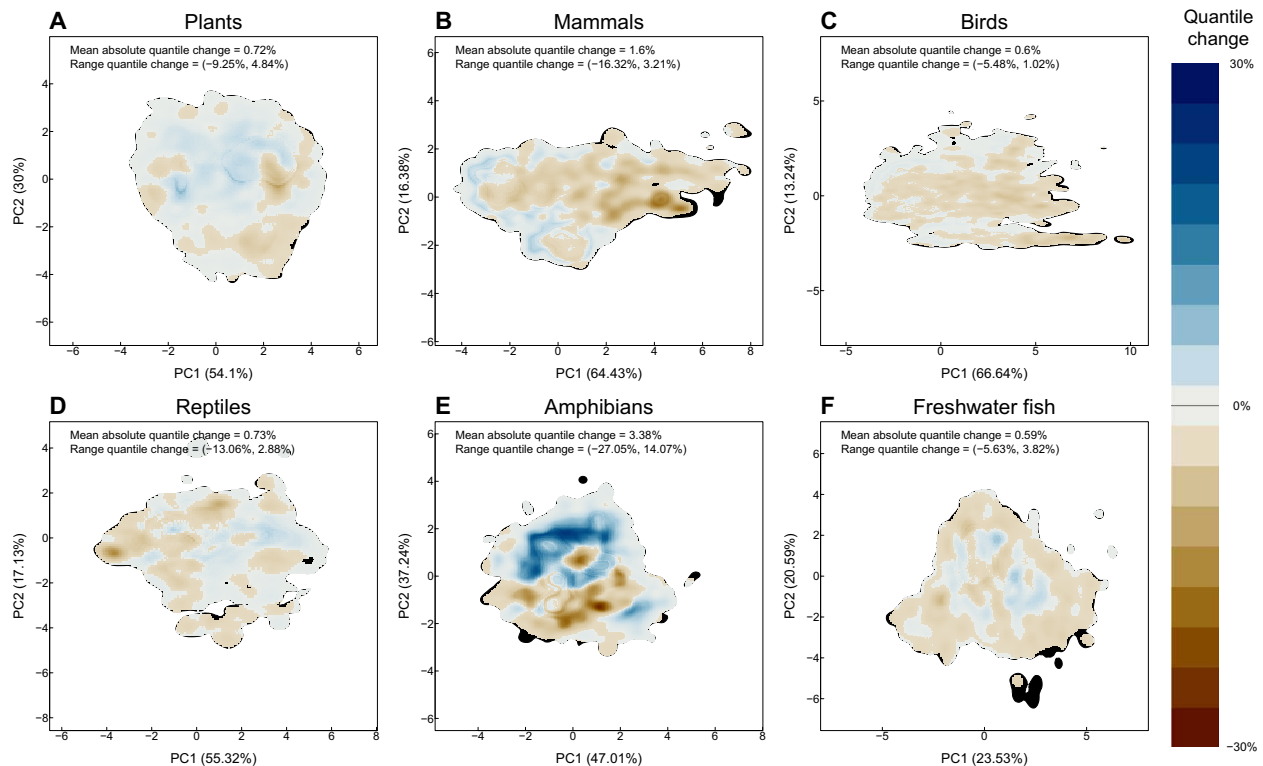 A Plants
Mean absolute quantile change = 0.72%
Range quantile change = (−9.25%, 4.84%)
PC2 (30%)
4
2
0
−2
−4
−6
−6 −4 −2 0 2 4 6
PC1 (54.1%)
B Mammals
Mean absolute quantile change = 1.6%
Range quantile change = (−16.32%, 3.21%)
PC2 (16.38%)
6
4
2
0
−2
−4
−6
−4 −2 0 2 4 6 8
PC1 (64.43%)
C Birds
Mean absolute quantile change = 0.6%
Range quantile change = (−5.48%, 1.02%)
PC2 (13.24%)
5
0
−5
−5 0 5 10
PC1 (66.64%)
Quantile
change
30%
0%
−30%
D Reptiles
Mean absolute quantile change = 0.73%
Range quantile change = (−13.06%, 2.88%)
PC2 (17.13%)
4
2
0
−2
−4
−6
−8
−6 −4 −2 0 2 4 6 8
PC1 (55.32%)
E Amphibians
Mean absolute quantile change = 3.38%
Range quantile change = (−27.05%, 14.07%)
PC2 (37.24%)
6
4
2
0
−2
−4
−6
−4 −2 0 2 4 6 8
PC1 (47.01%)
F Freshwater fish
Mean absolute quantile change = 0.59%
Range quantile change = (−5.63%, 3.82%)
PC2 (20.59%)
6
4
2
0
−2
−4
−6
−5 0 5
PC1 (23.53%)